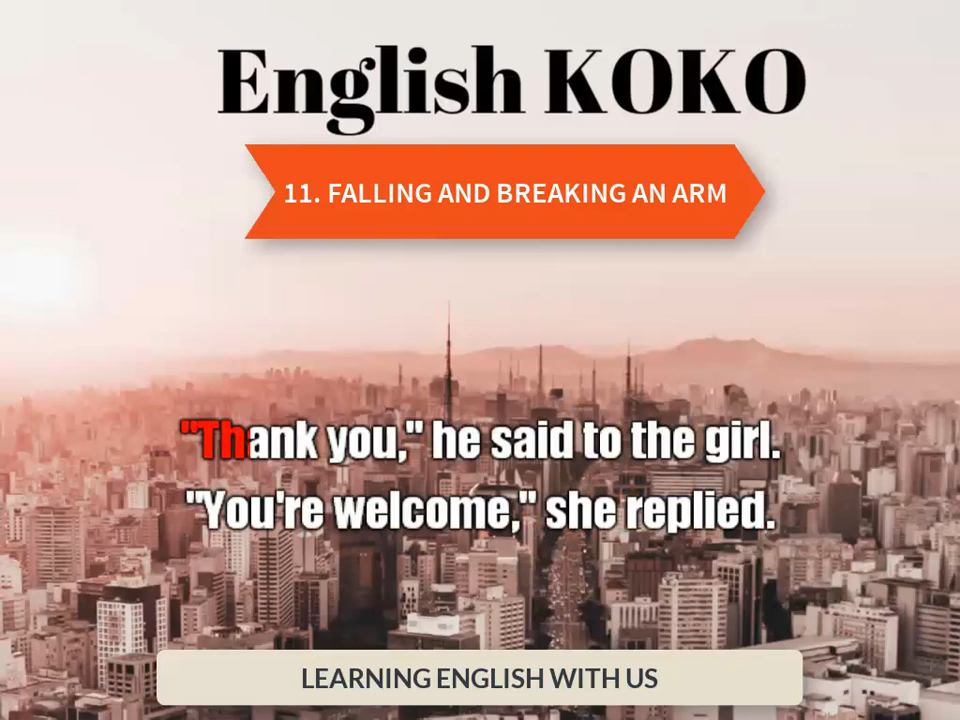 English KOKO
11. FALLING AND BREAKING AN ARM
"Thank you," he said to the girl.
"You're welcome," she replied.
LEARNING ENGLISH WITH US